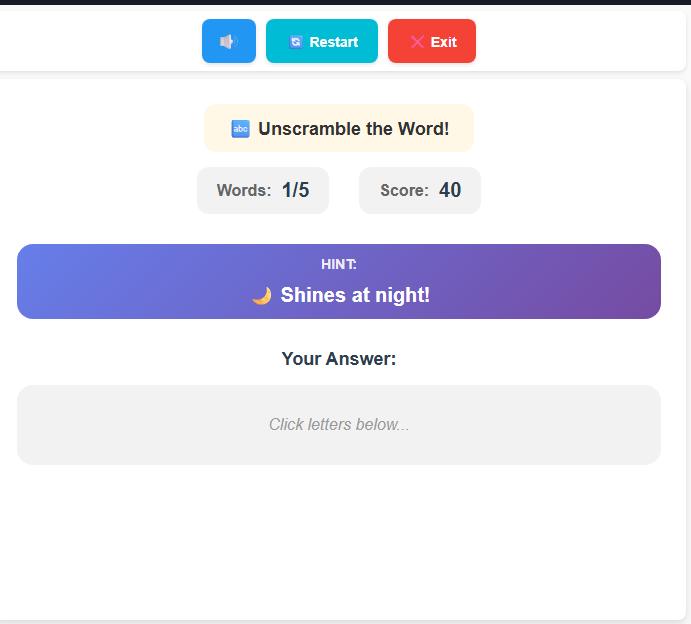 Restart
Exit
abc Unscramble the Word!
Words: 1/5
Score: 40
HINT:
Shines at night!
Your Answer:
Click letters below...